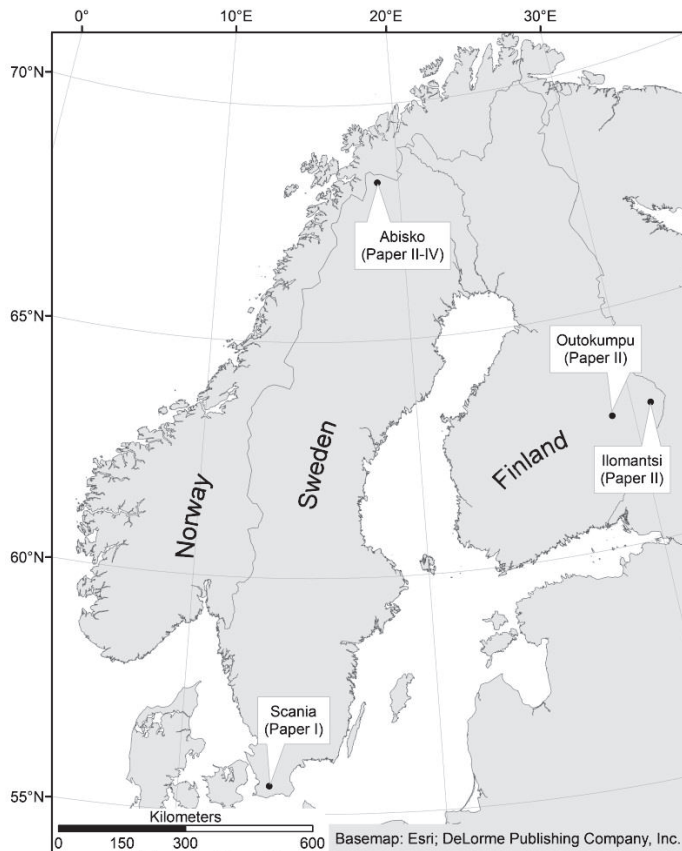 0° 10°E 20°E 30°E
70°N
Abisko
(Paper II-IV)
65°N
Outokumpu
(Paper II)
Ilomantsi
(Paper II)
Finland
Sweden
Norway
60°N
Scania
(Paper I)
55°N
Kilometers
0 150 300 600
Basemap: Esri; DeLorme Publishing Company, Inc.